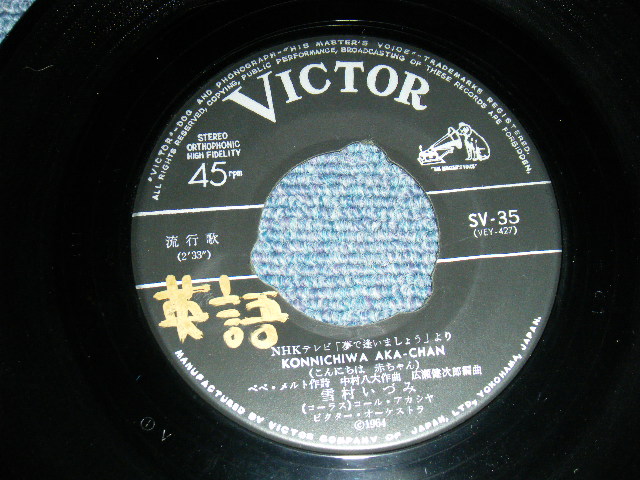 "VICTOR"-DOG AND PHONOGRAPH-"HIS MASTER'S VOICE"-TRADEMARKS REGISTERED.
ALL RIGHTS RESERVED, COPYING, PUBLIC PERFORMANCE, BROADCASTING OF THESE RECORDS ARE FORBIDDEN.
VICTOR
STEREO
ORTHOPHONIC
HIGH FIDELITY
45 rpm
"HIS MASTER'S VOICE"
SV-35
(VEY-427)
流行歌
(2'33")
英語
NHKテレビ「夢で逢いましょう」より
KONNICHIWA AKA-CHAN
(こんにちは 赤ちゃん)
ペペ・メルト作詩 中村八大作曲 広瀬健次郎編曲
雪村いづみ
(コーラス)コール・アカシヤ
ビクター・オーケストラ
Ⓟ1964
MANUFACTURED BY VICTOR COMPANY OF JAPAN, LTD., YOKOHAMA, JAPAN
V